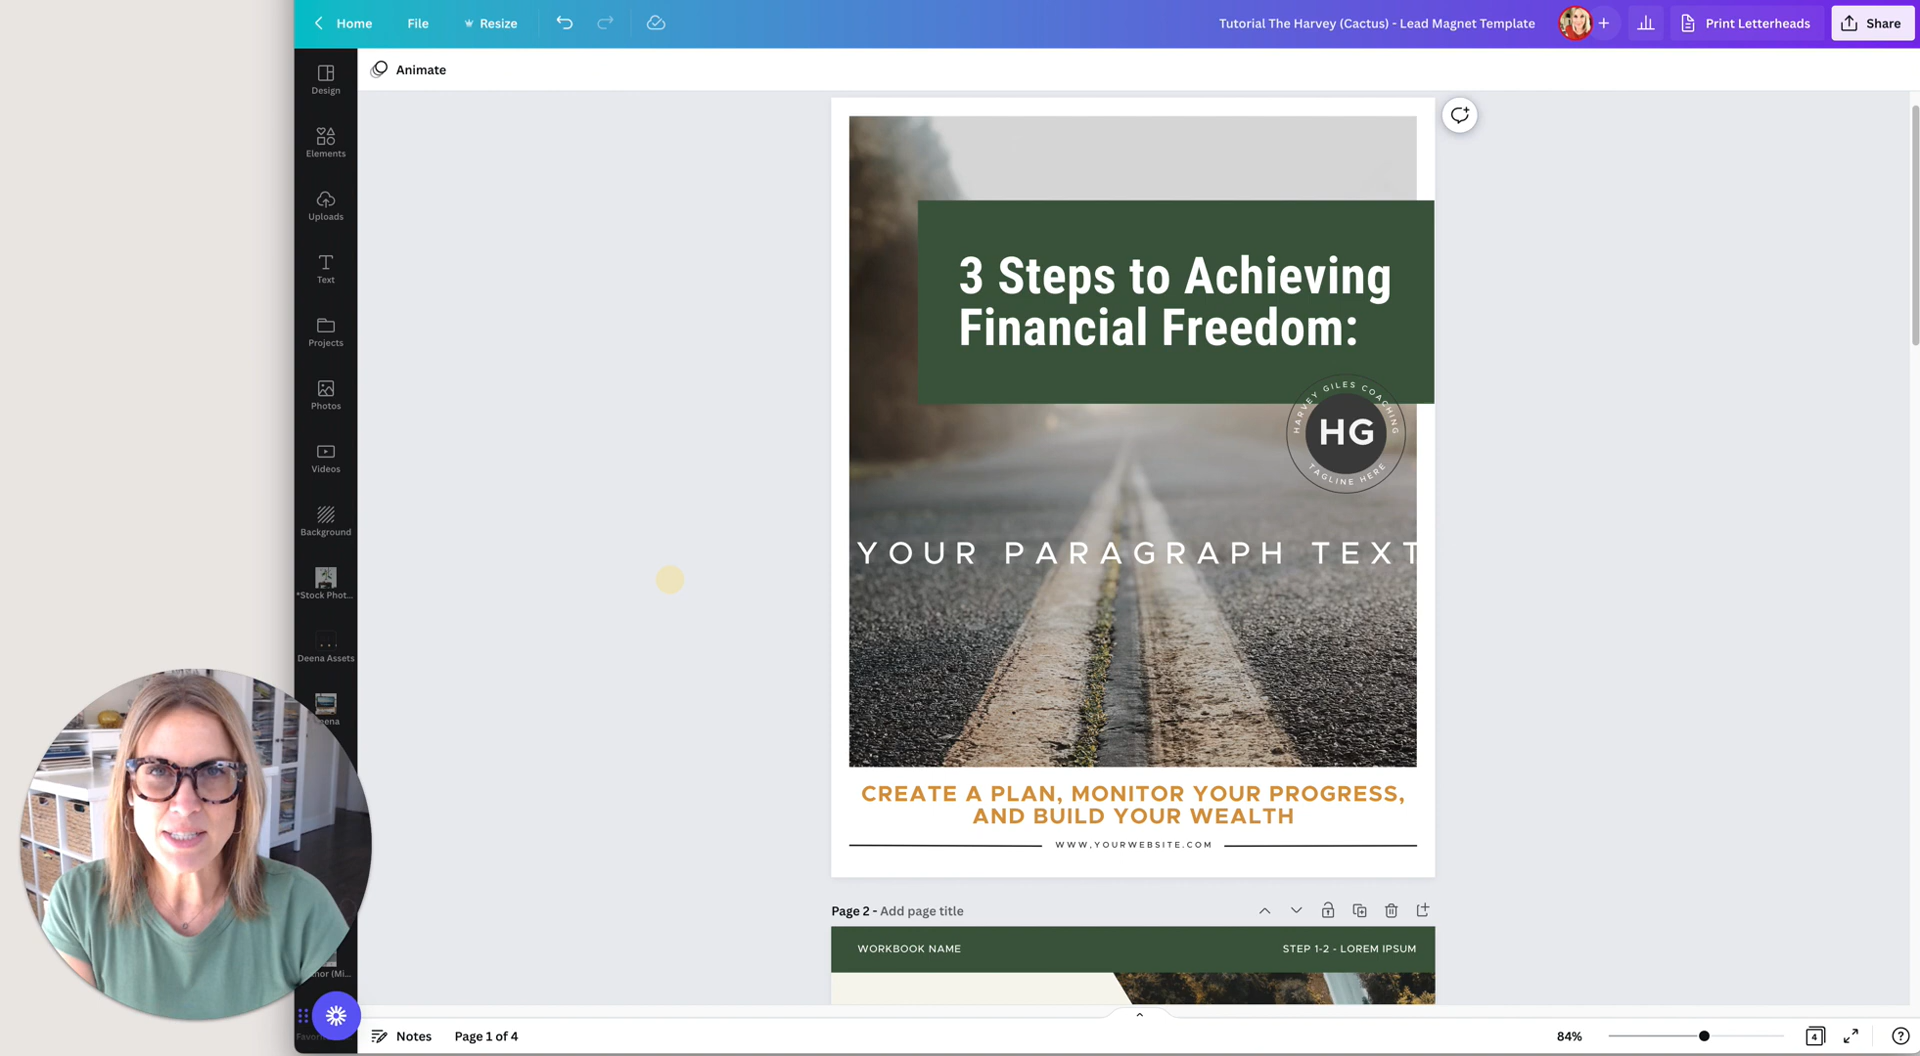 Home File Resize Tutorial The Harvey (Cactus) - Lead Magnet Template + Print Letterheads Share
Animate
Design
Elements
Uploads
Text
Projects
Photos
Videos
Background
*Stock Phot...
Deena Assets
3 Steps to Achieving
Financial Freedom:
HARVEY GILES COACHING
HG
TAGLINE HERE
YOUR PARAGRAPH TEXT
CREATE A PLAN, MONITOR YOUR PROGRESS,
AND BUILD YOUR WEALTH
WWW.YOURWEBSITE.COM
Page 2 - Add page title
WORKBOOK NAME STEP 1-2 - LOREM IPSUM
Notes Page 1 of 4 84% 4 ?